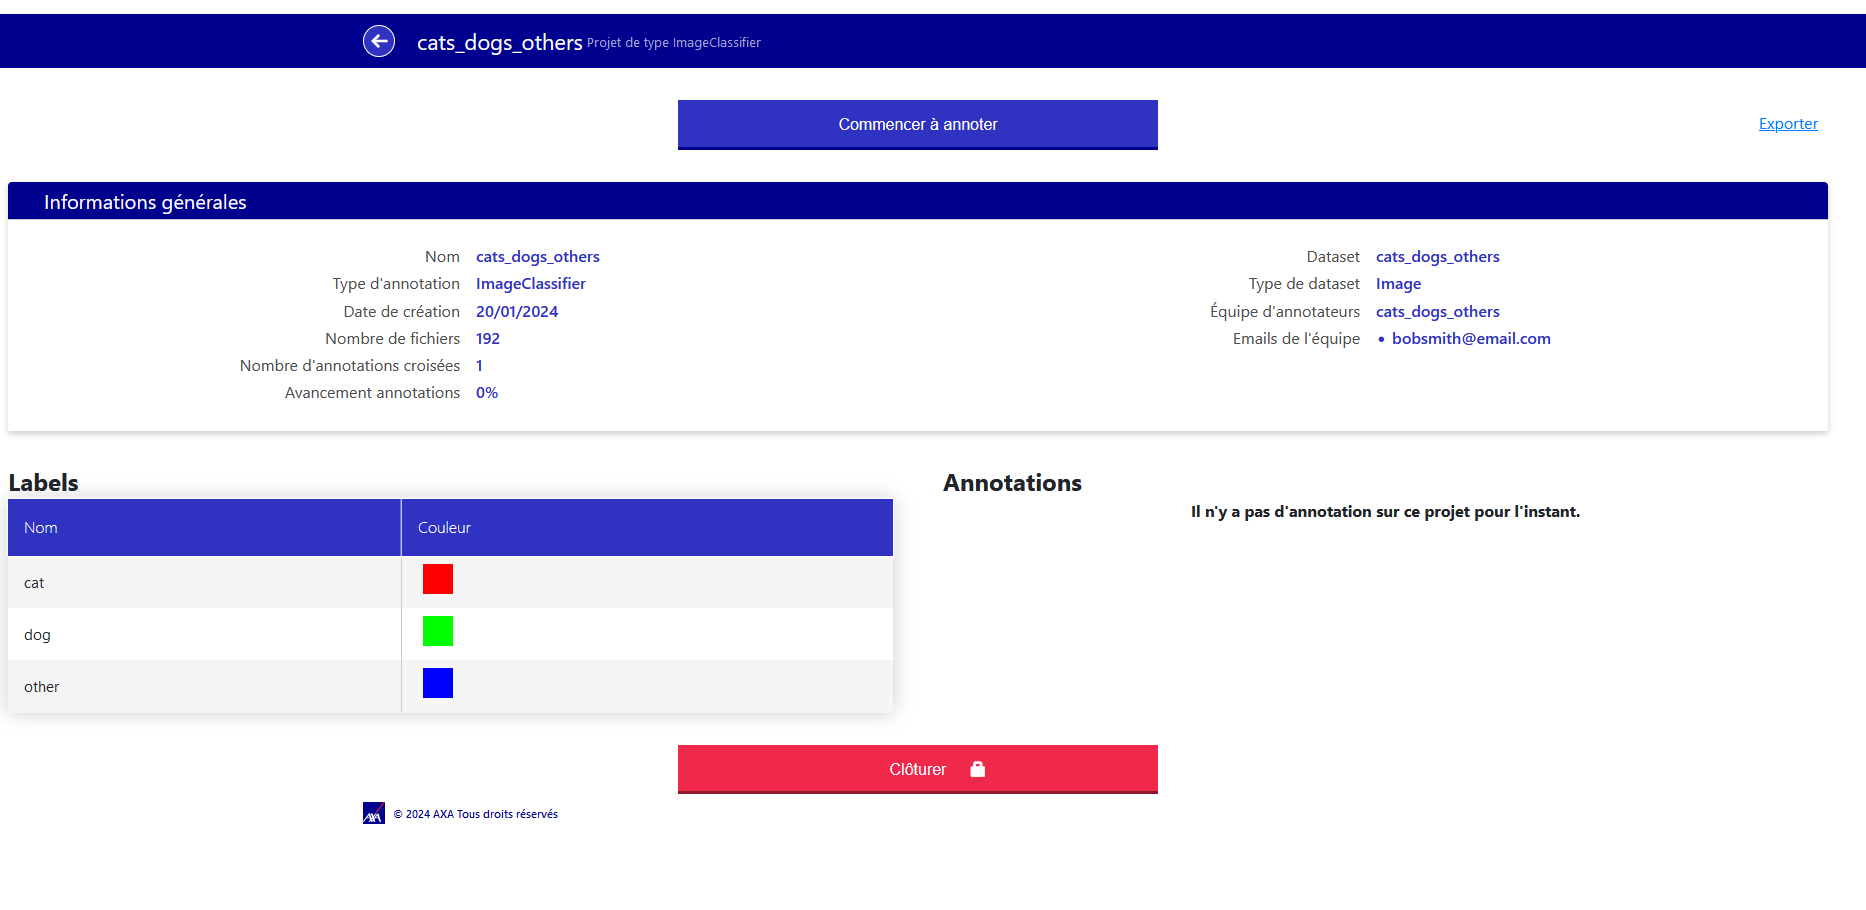 cats_dogs_others Projet de type ImageClassifier
Commencer à annoter
Exporter
Informations générales
Nom cats_dogs_others
Type d'annotation ImageClassifier
Date de création 20/01/2024
Nombre de fichiers 192
Nombre d'annotations croisées 1
Avancement annotations 0%
Dataset cats_dogs_others
Type de dataset Image
Équipe d'annotateurs cats_dogs_others
Emails de l'équipe • bobsmith@email.com
Labels
Nom Couleur
cat
dog
other
Annotations
Il n'y a pas d'annotation sur ce projet pour l'instant.
Clôturer
AXA © 2024 AXA Tous droits réservés